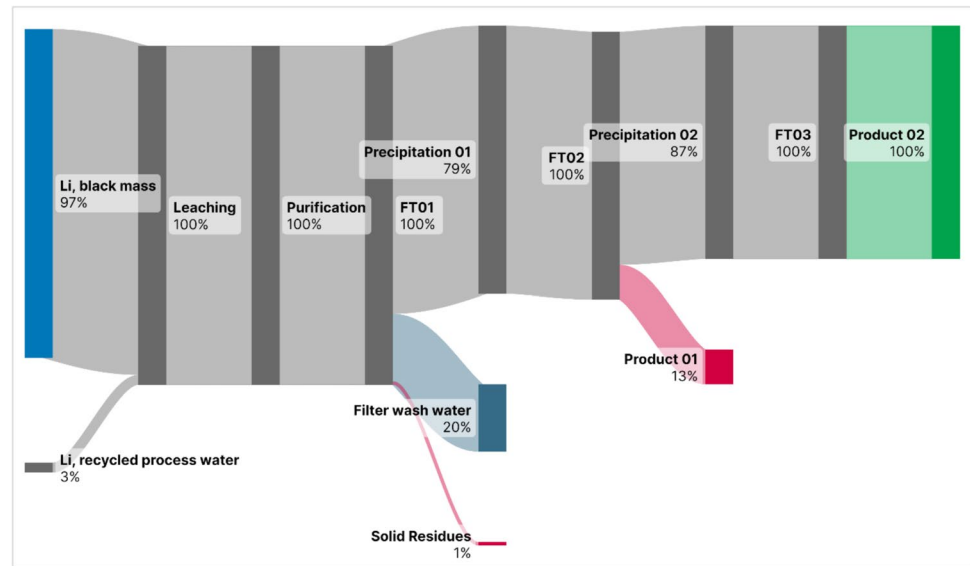 Precipitation 01
79%
FT02
100%
Precipitation 02
87%
FT03
100%
Product 02
100%
Li, black mass
97%
Leaching
100%
Purification
100%
FT01
100%
Product 01
13%
Filter wash water
20%
Li, recycled process water
3%
Solid Residues
1%